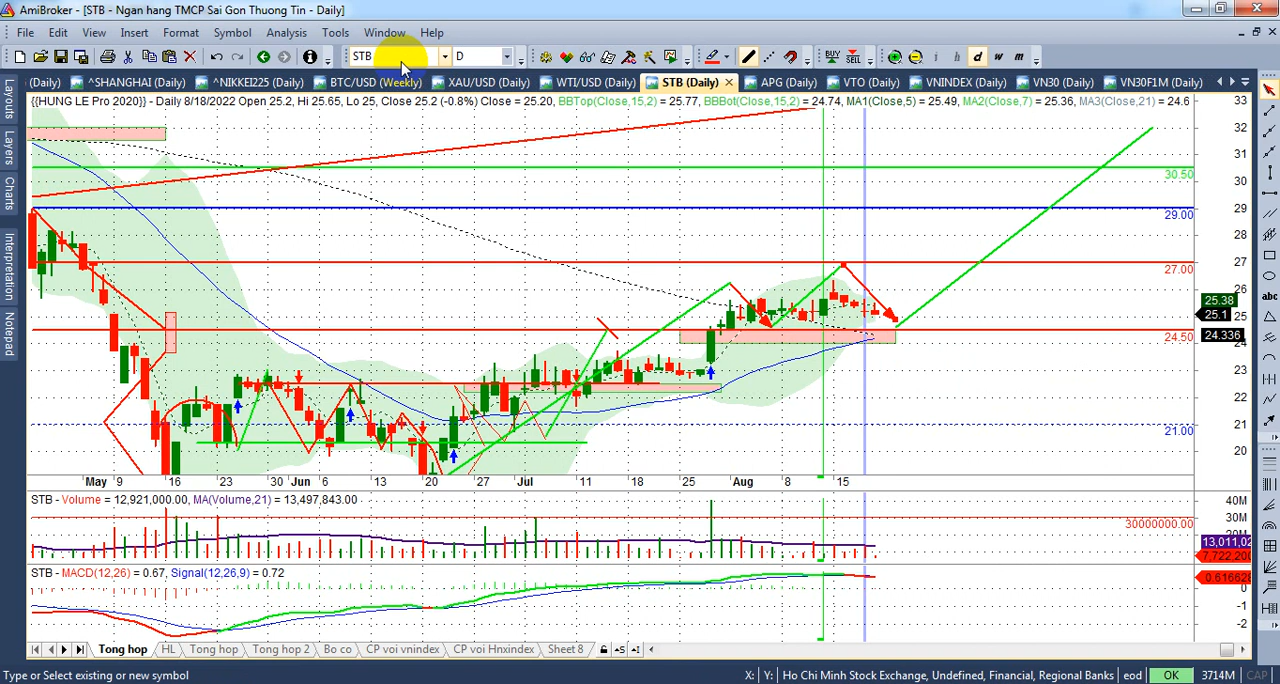 AmiBroker - [STB - Ngan hang TMCP Sai Gon Thuong Tin - Daily]
File Edit View Insert Format Symbol Analysis Tools Window Help
STB D BUY SELL i h d w m
(Daily) ^SHANGHAI (Daily) ^NIKKEI225 (Daily) BTC/USD (Weekly) XAU/USD (Daily) WTI/USD (Daily) STB (Daily) APG (Daily) VTO (Daily) VNINDEX (Daily) VN30 (Daily) VN30F1M (Daily)
{{HUNG LE Pro 2020}} - Daily 8/18/2022 Open 25.2, Hi 25.65, Lo 25, Close 25.2 (-0.8%) Close = 25.20, BBTop(Close,15,2) = 25.77, BBBot(Close,15,2) = 24.74, MA1(Close,5) = 25.49, MA2(Close,7) = 25.36, MA3(Close,21) = 24.6
Layouts
Layers
Charts
Interpretation
Notepad
33
32
31
30.50
30
29
29.00
28
27
27.00
26
25.38
25.1
25
24.50
24.336
24
23
22
21.00
21
20
abc
May 9 16 23 30 Jun 6 13 20 27 Jul 11 18 25 Aug 8 15
STB - Volume = 12,921,000.00, MA(Volume,21) = 13,497,843.00
40M
30M
30000000.00
13,011,02
7,722,200
STB - MACD(12,26) = 0.67, Signal(12,26,9) = 0.72
0.616628
0
-1
-2
Tong hop HL Tong hop Tong hop 2 Bo co CP voi vnindex CP voi Hnxindex Sheet 8
Type or Select existing or new symbol X: Y: Ho Chi Minh Stock Exchange, Undefined, Financial, Regional Banks eod OK 3714M CAP